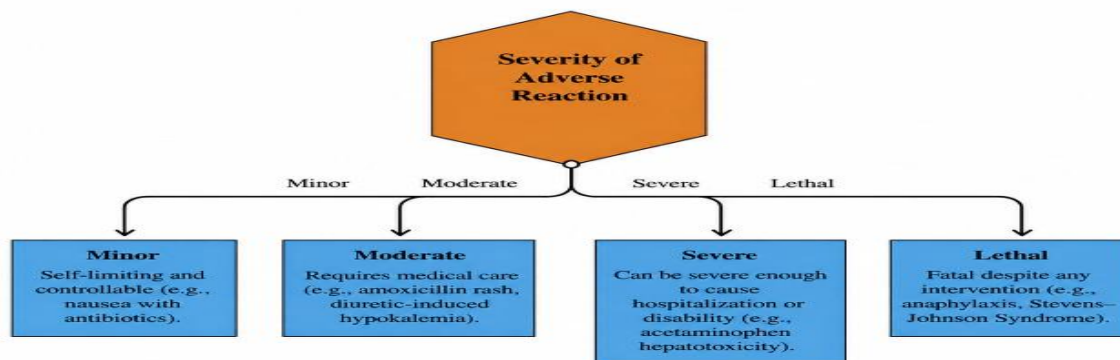 Severity of
Adverse
Reaction
Minor
Moderate
Severe
Lethal
Minor
Self-limiting and
controllable (e.g.,
nausea with
antibiotics).
Moderate
Requires medical care
(e.g., amoxicillin rash,
diuretic-induced
hypokalemia).
Severe
Can be severe enough
to cause
hospitalization or
disability (e.g.,
acetaminophen
hepatotoxicity).
Lethal
Fatal despite any
intervention (e.g.,
anaphylaxis, Stevens–
Johnson Syndrome).